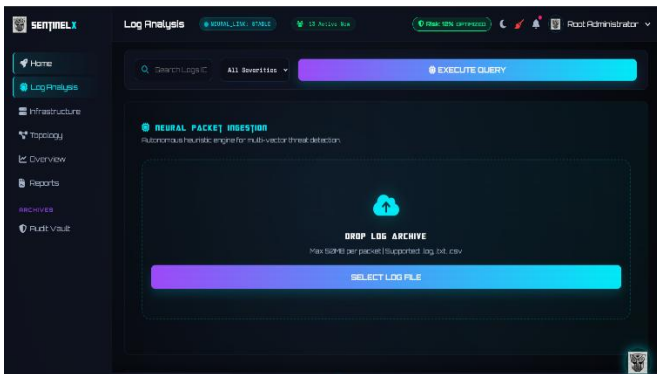 SENTINELX
Log Analysis
NEURAL_LINK: STABLE
13 Active Now
Risk: 12% OPTIMIZED
Root Administrator
Home
Log Analysis
Infrastructure
Topology
Overview
Reports
ARCHIVES
Audit Vault
Search Logs
All Severities
EXECUTE QUERY
NEURAL PACKET INGESTION
Autonomous heuristic engine for multi-vector threat detection.
DROP LOG ARCHIVE
Max 50MB per packet | Supported: .log, .txt, .csv
SELECT LOG FILE